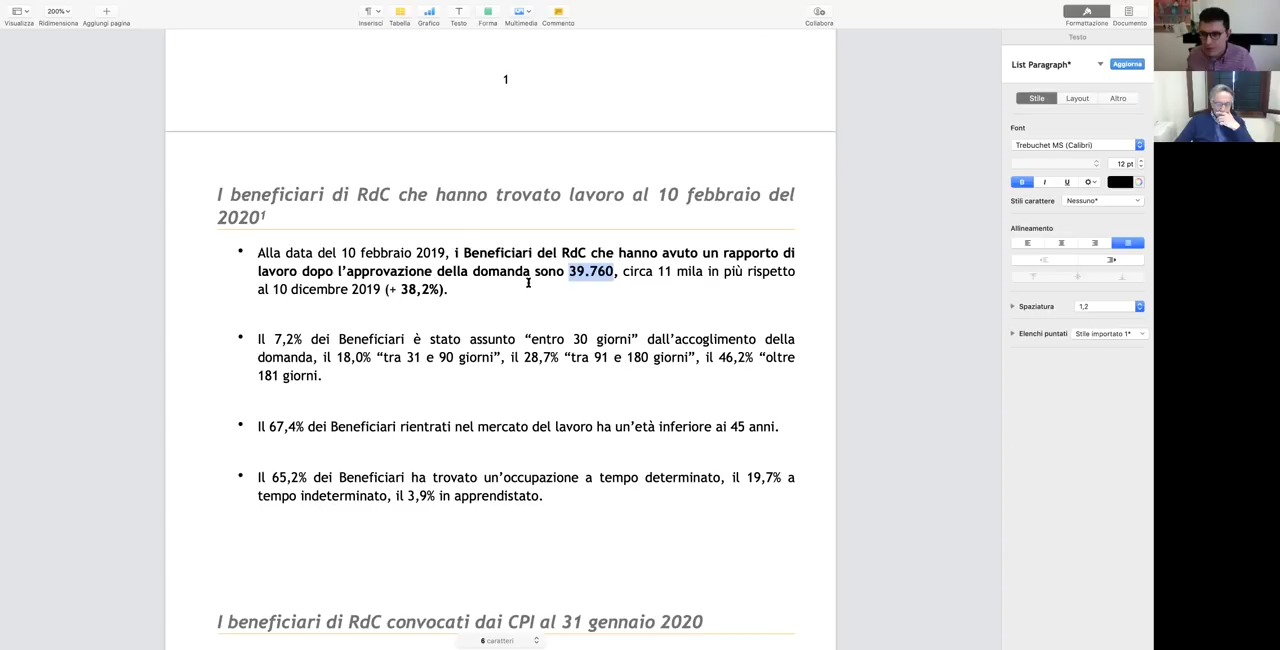 200%
Visualizza Ridimensiona Aggiungi pagina
Inserisci Tabella Grafico Testo Forma Multimedia Commento
Collabora
Formattazione Documento
Testo
List Paragraph* Aggiorna
Stile Layout Altro
Font
Trebuchet MS (Calibri)
12 pt
B I U
Stili carattere Nessuno*
Allineamento
Spaziatura 1,2
Elenchi puntati Stile importato 1*
1
I beneficiari di RdC che hanno trovato lavoro al 10 febbraio del
2020¹
• Alla data del 10 febbraio 2019, i Beneficiari del RdC che hanno avuto un rapporto di
lavoro dopo l’approvazione della domanda sono 39.760, circa 11 mila in più rispetto
al 10 dicembre 2019 (+ 38,2%).
• Il 7,2% dei Beneficiari è stato assunto “entro 30 giorni” dall’accoglimento della
domanda, il 18,0% “tra 31 e 90 giorni”, il 28,7% “tra 91 e 180 giorni”, il 46,2% “oltre
181 giorni.
• Il 67,4% dei Beneficiari rientrati nel mercato del lavoro ha un’età inferiore ai 45 anni.
• Il 65,2% dei Beneficiari ha trovato un’occupazione a tempo determinato, il 19,7% a
tempo indeterminato, il 3,9% in apprendistato.
I beneficiari di RdC convocati dai CPI al 31 gennaio 2020
6 caratteri